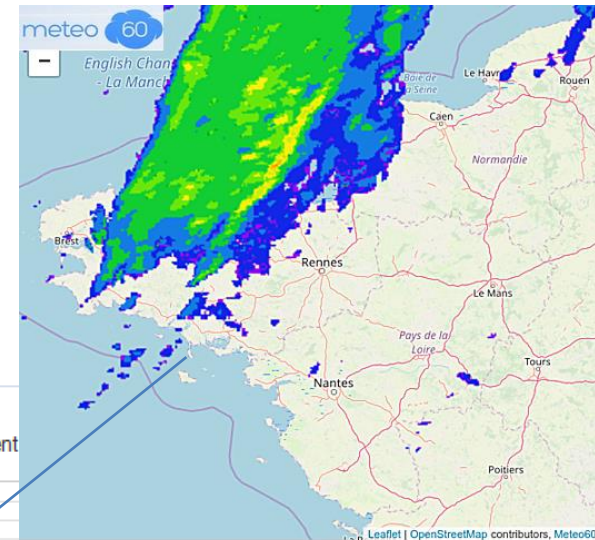 meteo 60
−
English Chan
- La Manch
Baie de
a Seine
Le Havr
Rouen
Caen
Normandie
Brest
Rennes
Le Mans
Pays de la
Loire
Tours
Nantes
Poitiers
ent
Leaflet | OpenStreetMap contributors, Meteo60